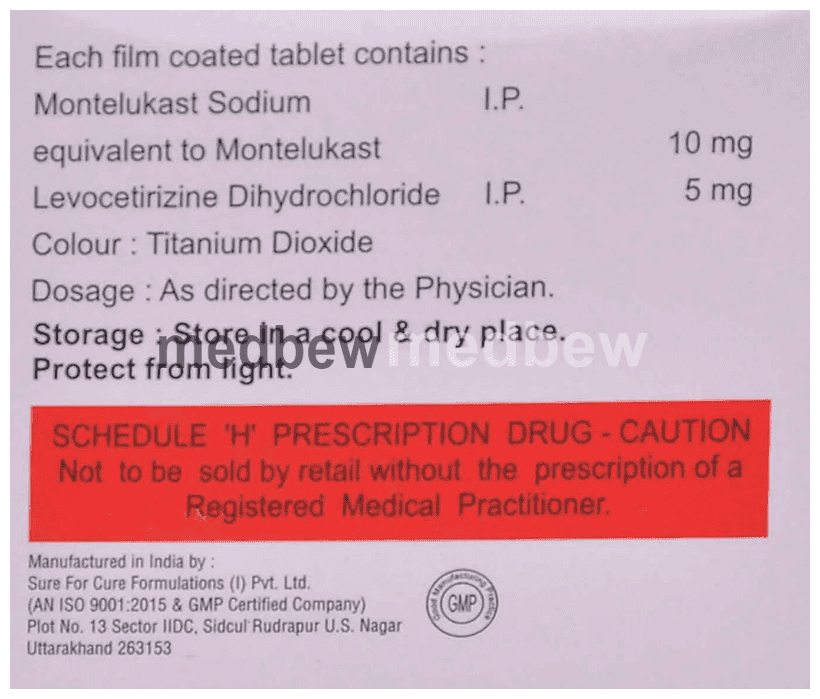 Each film coated tablet contains :
Montelukast Sodium I.P.
equivalent to Montelukast 10 mg
Levocetirizine Dihydrochloride I.P. 5 mg
Colour : Titanium Dioxide
Dosage : As directed by the Physician.
Storage : Store In a cool & dry place.
medbew medbew
Protect from light.
SCHEDULE 'H' PRESCRIPTION DRUG - CAUTION
Not to be sold by retail without the prescription of a
Registered Medical Practitioner.
Manufactured in India by :
Sure For Cure Formulations (I) Pvt. Ltd.
(AN ISO 9001:2015 & GMP Certified Company)
Plot No. 13 Sector IIDC, Sidcul Rudrapur U.S. Nagar
Uttarakhand 263153
Good Manufacturing Practice
GMP